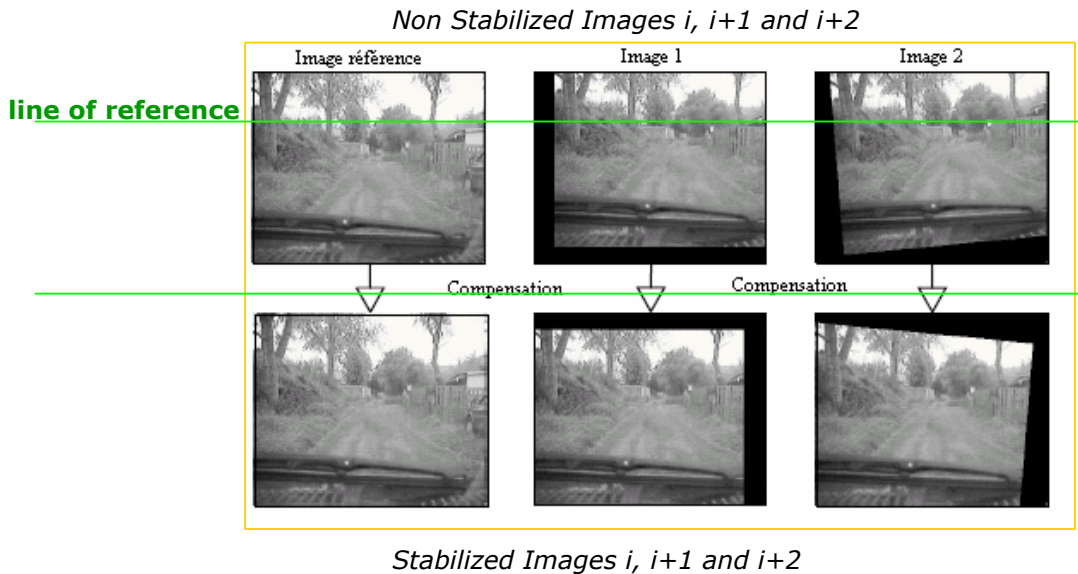 Non Stabilized Images i, i+1 and i+2
Image référence
Image 1
Image 2
line of reference
Compensation
Compensation
Stabilized Images i, i+1 and i+2